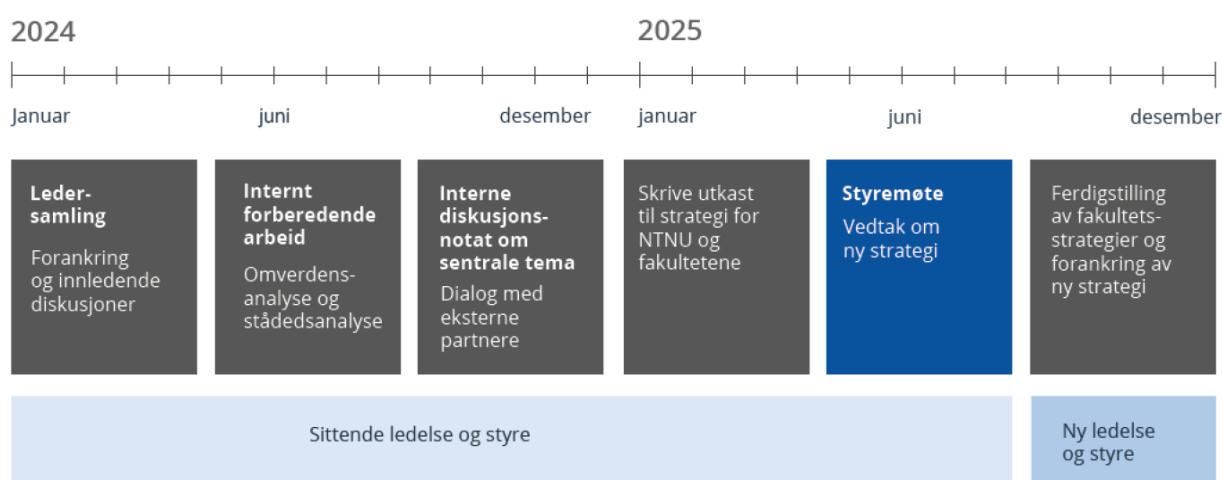 2024
2025
Januar
juni
desember
januar
juni
desember
Leder-
samling
Forankring
og innledende
diskusjoner
Internt
forberedende
arbeid
Omverdens-
analyse og
stådedsanalyse
Interne
diskusjons-
notat om
sentrale tema
Dialog med
eksterne
partnere
Skrive utkast
til strategi for
NTNU og
fakultetene
Styremøte
Vedtak om
ny strategi
Ferdigstilling
av fakultets-
strategier og
forankring av
ny strategi
Sittende ledelse og styre
Ny ledelse
og styre